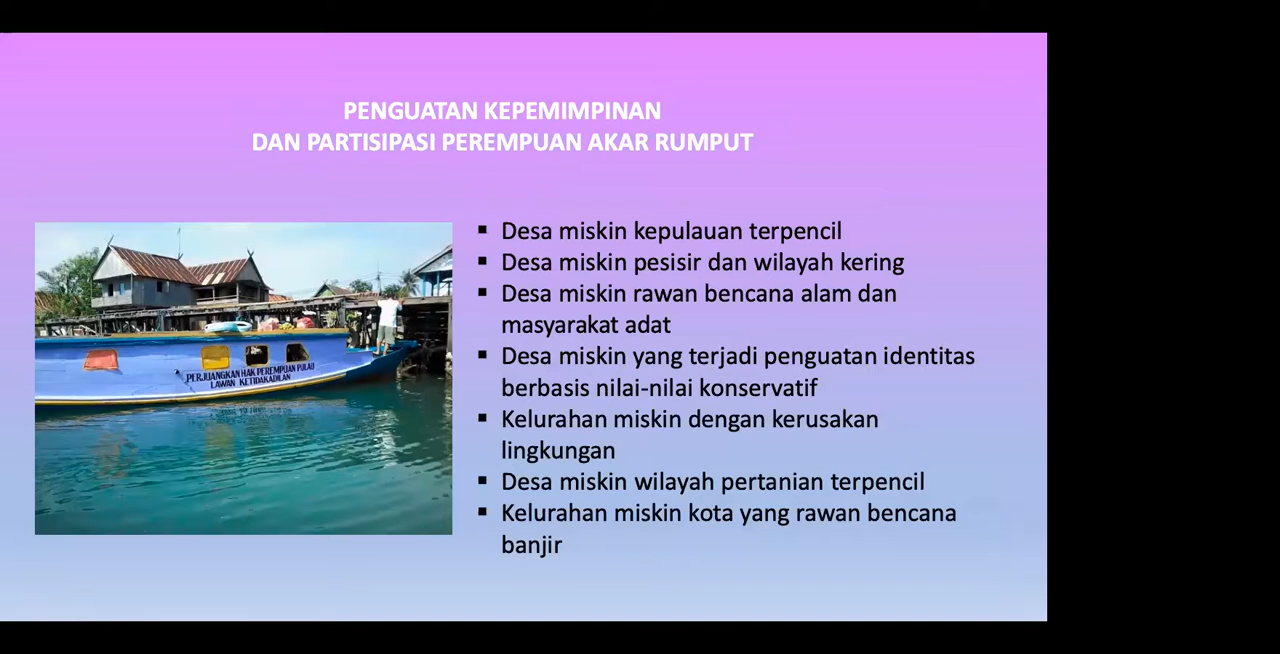 PENGUATAN KEPEMIMPINAN
DAN PARTISIPASI PEREMPUAN AKAR RUMPUT
▪ Desa miskin kepulauan terpencil
▪ Desa miskin pesisir dan wilayah kering
▪ Desa miskin rawan bencana alam dan
masyarakat adat
▪ Desa miskin yang terjadi penguatan identitas
berbasis nilai-nilai konservatif
▪ Kelurahan miskin dengan kerusakan
lingkungan
▪ Desa miskin wilayah pertanian terpencil
▪ Kelurahan miskin kota yang rawan bencana
banjir
PERJUANGKAN HAK PEREMPUAN PULAU
LAWAN KETIDAKADILAN